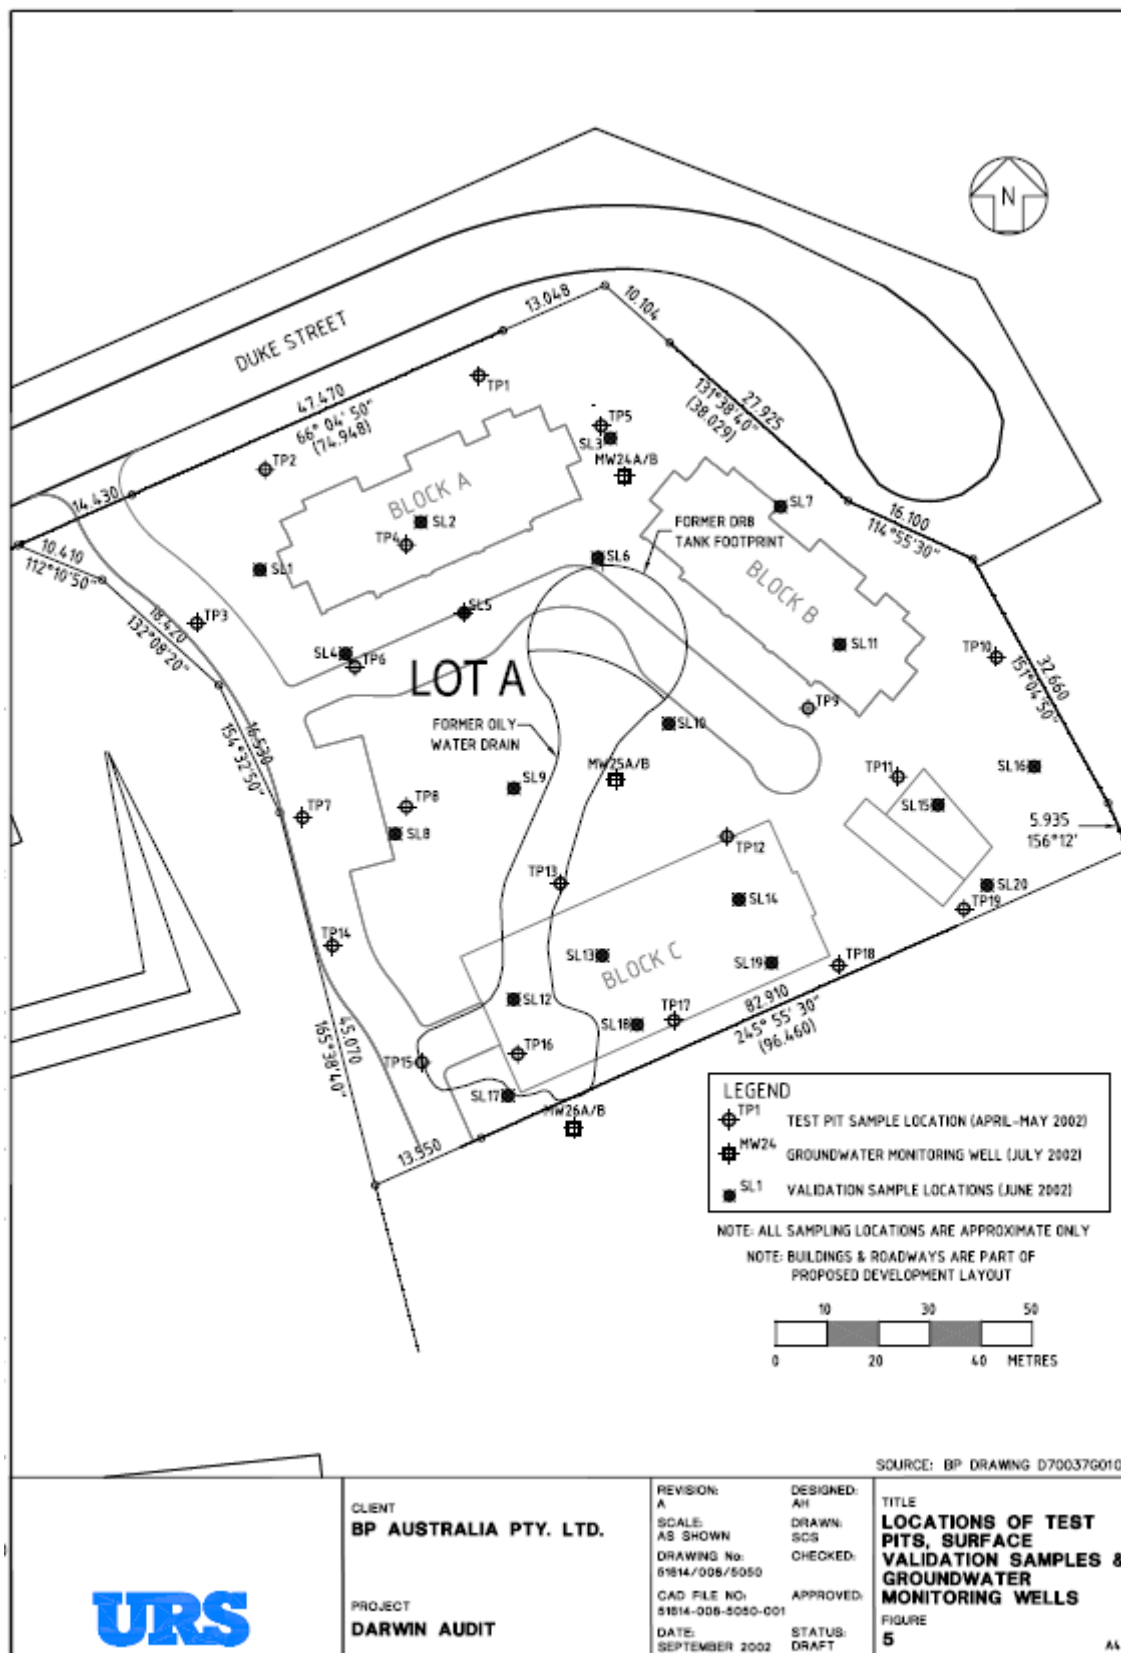 N
DUKE STREET
13.048
10.104
47.470
66° 04' 50"
(74.948)
27.925
131°38'40"
(38.029)
TP1
TP5
SL3
MW24A/B
TP2
14.430
BLOCK A
SL2
TP4
SL7
16.100
114°55'30"
FORMER DRB
TANK FOOTPRINT
10.410
112°10'50"
SL1
SL6
BLOCK B
SL5
TP3
18.420
132°08'20"
SL4
TP6
SL11
TP10
32.660
151°04'50"
LOT A
TP9
FORMER OILY
WATER DRAIN
SL10
16.530
154°32'50"
MW25A/B
SL9
TP11
SL16
TP7
TP8
SL8
SL15
5.935
156°12'
TP12
TP13
SL14
SL20
TP19
TP14
SL13
BLOCK C
SL19
TP18
SL12
82.910
245° 55' 30"
(96.460)
TP17
SL18
45.070
165°38'40"
TP15
TP16
SL17
MW26A/B
13.550
LEGEND
TP1 TEST PIT SAMPLE LOCATION (APRIL-MAY 2002)
MW24 GROUNDWATER MONITORING WELL (JULY 2002)
SL1 VALIDATION SAMPLE LOCATIONS (JUNE 2002)
NOTE: ALL SAMPLING LOCATIONS ARE APPROXIMATE ONLY
NOTE: BUILDINGS & ROADWAYS ARE PART OF
PROPOSED DEVELOPMENT LAYOUT
10 30 50
0 20 40 METRES
SOURCE: BP DRAWING D70037G010
URS
CLIENT
BP AUSTRALIA PTY. LTD.
PROJECT
DARWIN AUDIT
REVISION:
A
DESIGNED:
AH
SCALE:
AS SHOWN
DRAWN:
SCS
DRAWING No:
51614/006/5050
CHECKED:
CAD FILE NO:
51614-006-5050-001
APPROVED:
DATE:
SEPTEMBER 2002
STATUS:
DRAFT
TITLE
LOCATIONS OF TEST
PITS, SURFACE
VALIDATION SAMPLES &
GROUNDWATER
MONITORING WELLS
FIGURE
5
A4